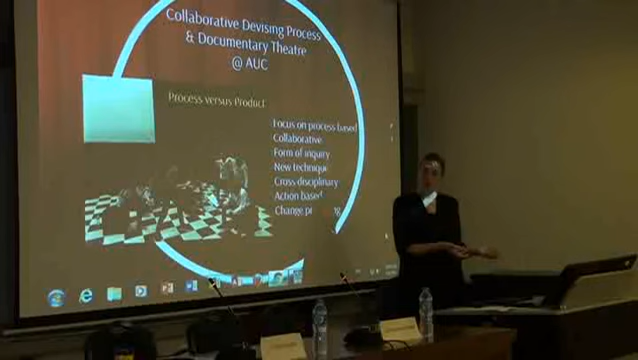 Collaborative Devising Process
& Documentary Theatre
@ AUC
Process versus Product
Focus on process based
Collaborative
Form of inquiry
New technique
Cross disciplinary
Action based
Change